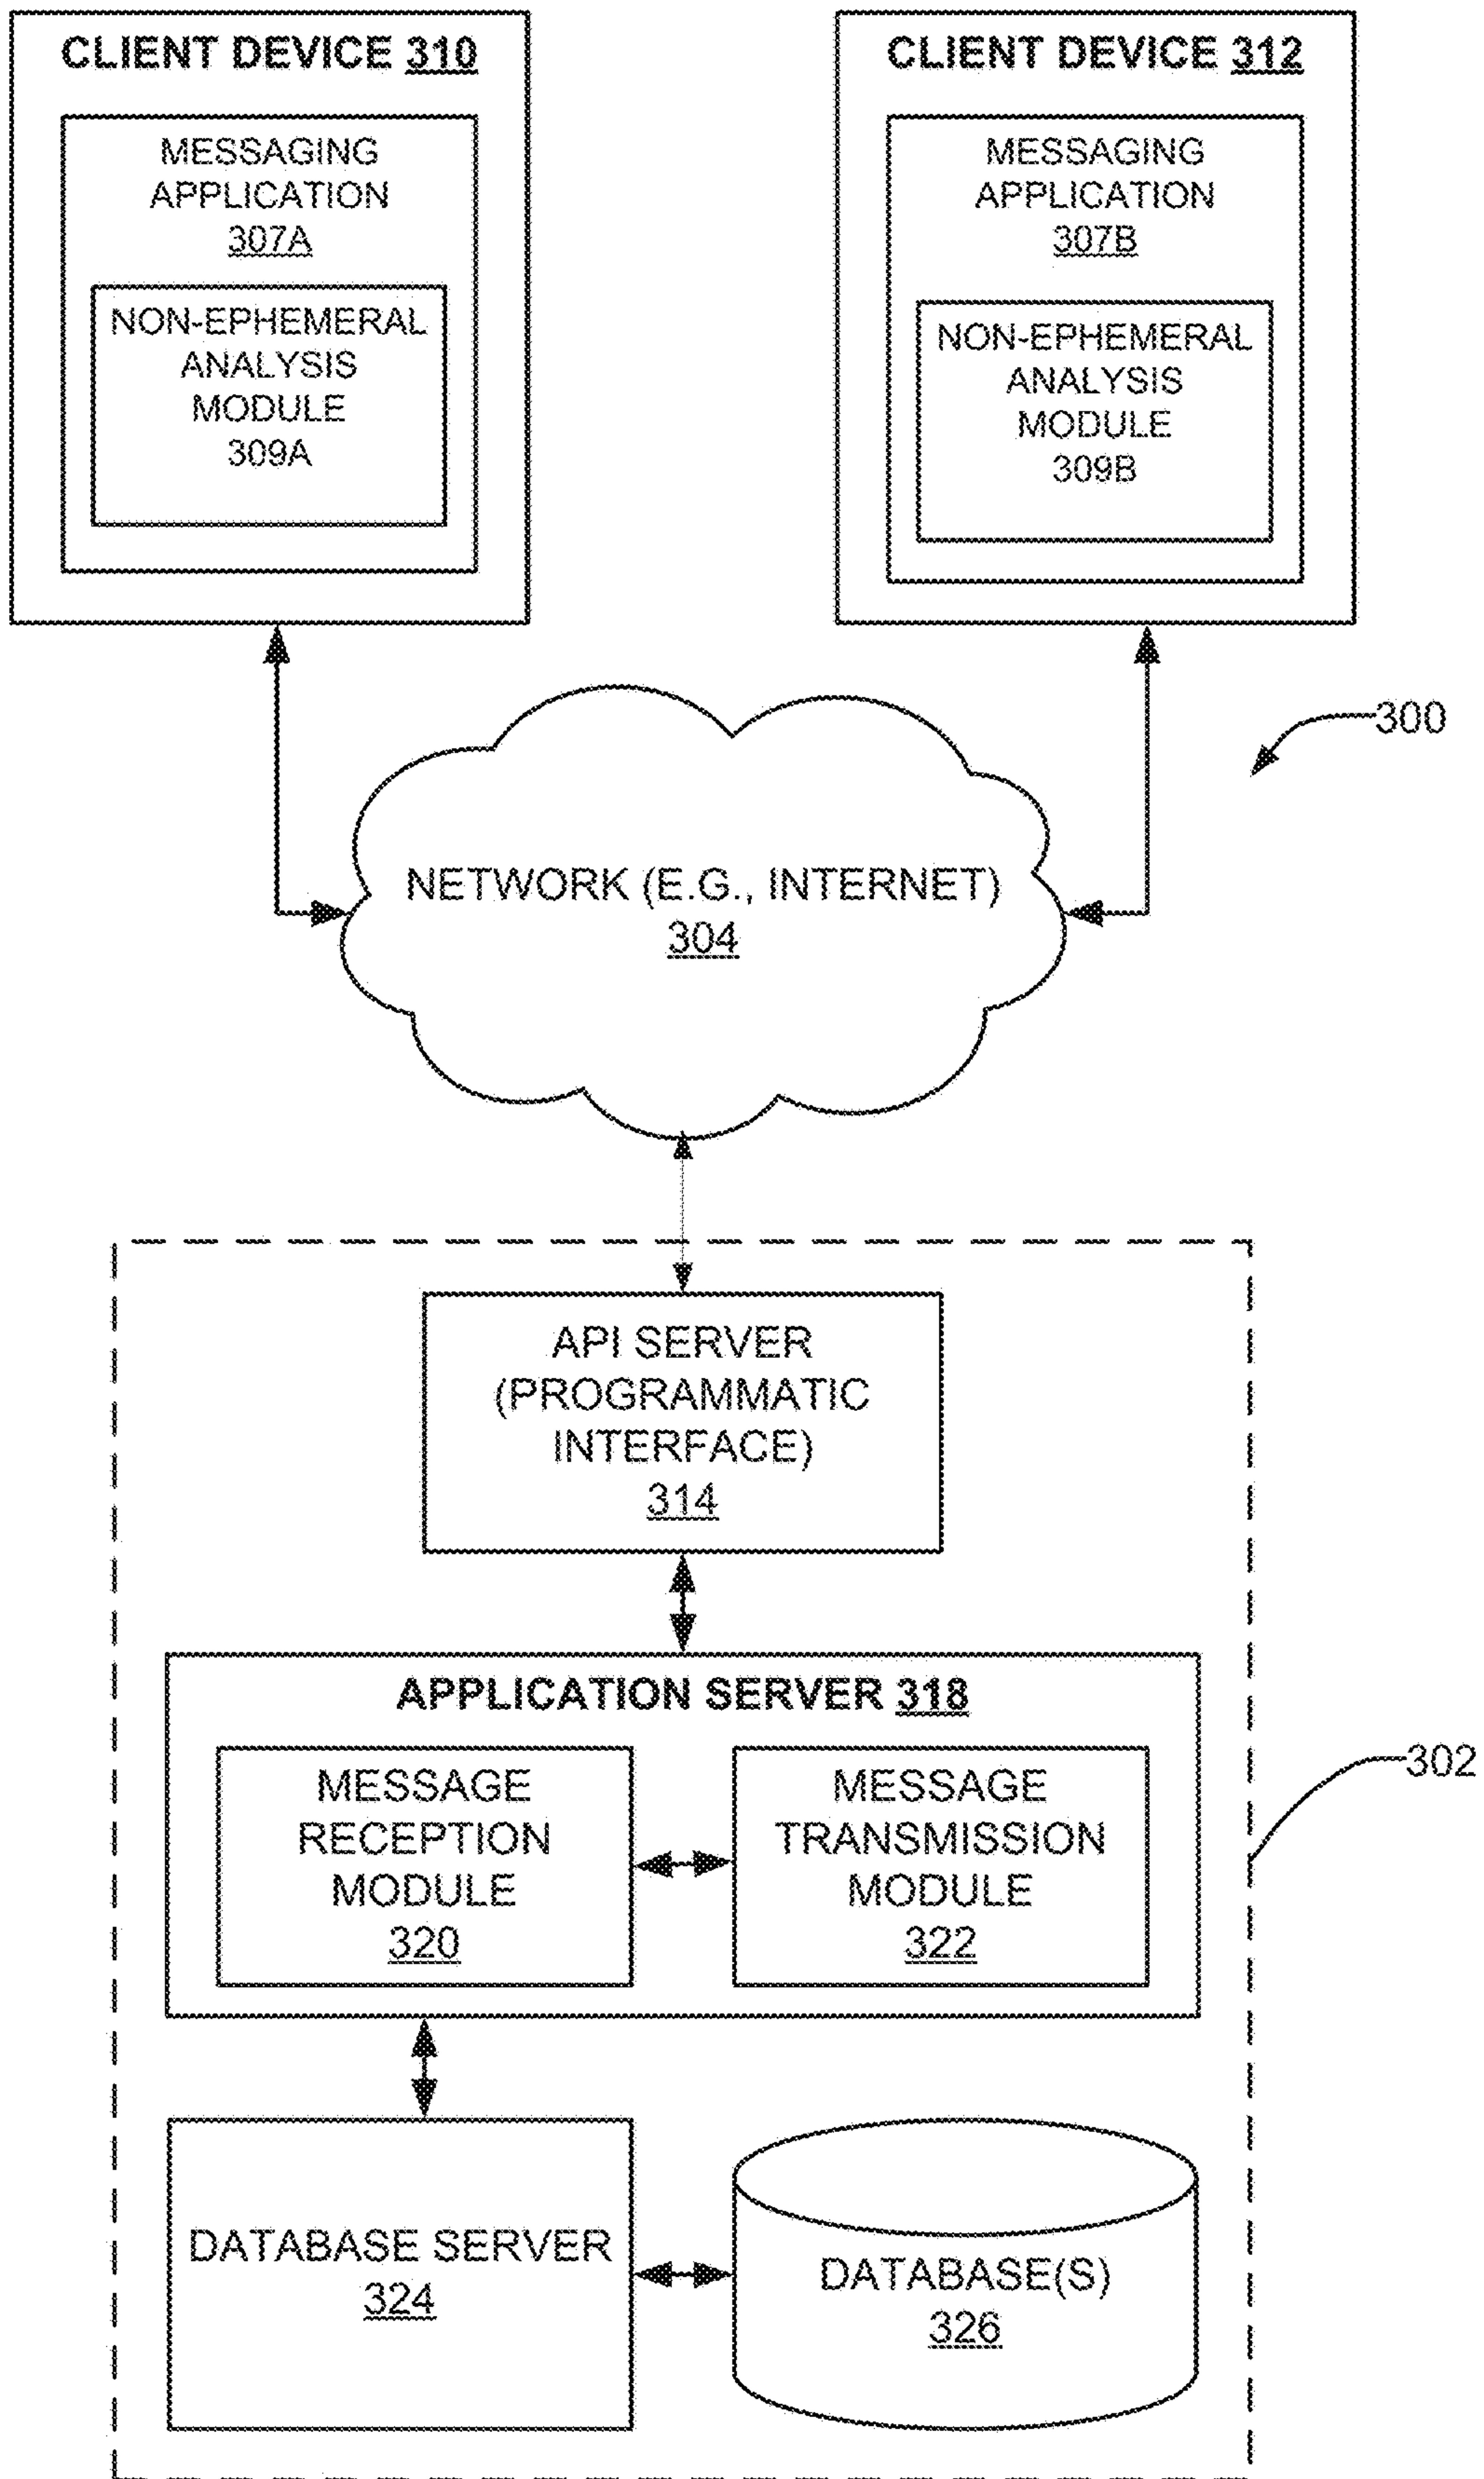 CLIENT DEVICE 310
MESSAGING
APPLICATION
307A
NON-EPHEMERAL
ANALYSIS
MODULE
309A
CLIENT DEVICE 312
MESSAGING
APPLICATION
307B
NON-EPHEMERAL
ANALYSIS
MODULE
309B
300
NETWORK (E.G., INTERNET)
304
API SERVER
(PROGRAMMATIC
INTERFACE)
314
APPLICATION SERVER 318
MESSAGE
RECEPTION
MODULE
320
MESSAGE
TRANSMISSION
MODULE
322
302
DATABASE SERVER
324
DATABASE(S)
326